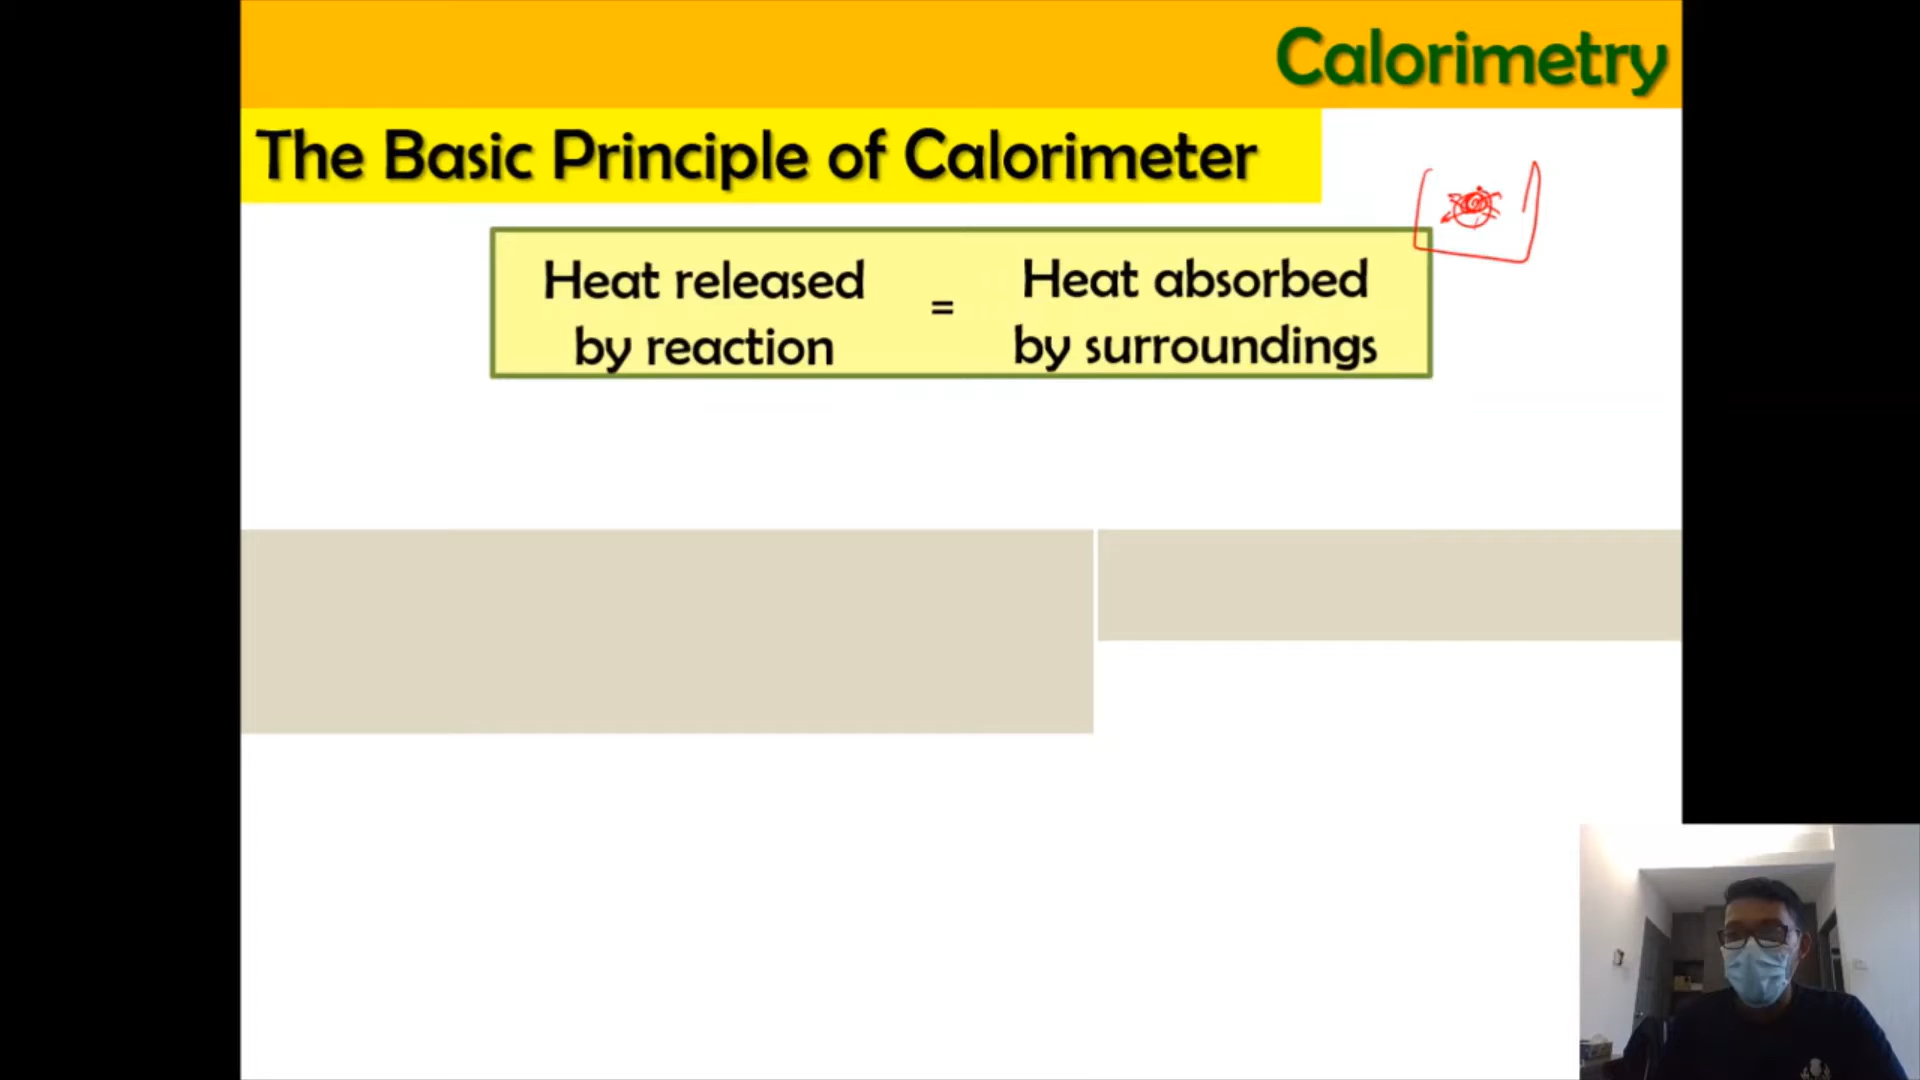 Calorimetry
The Basic Principle of Calorimeter
Heat released
by reaction
=
Heat absorbed
by surroundings